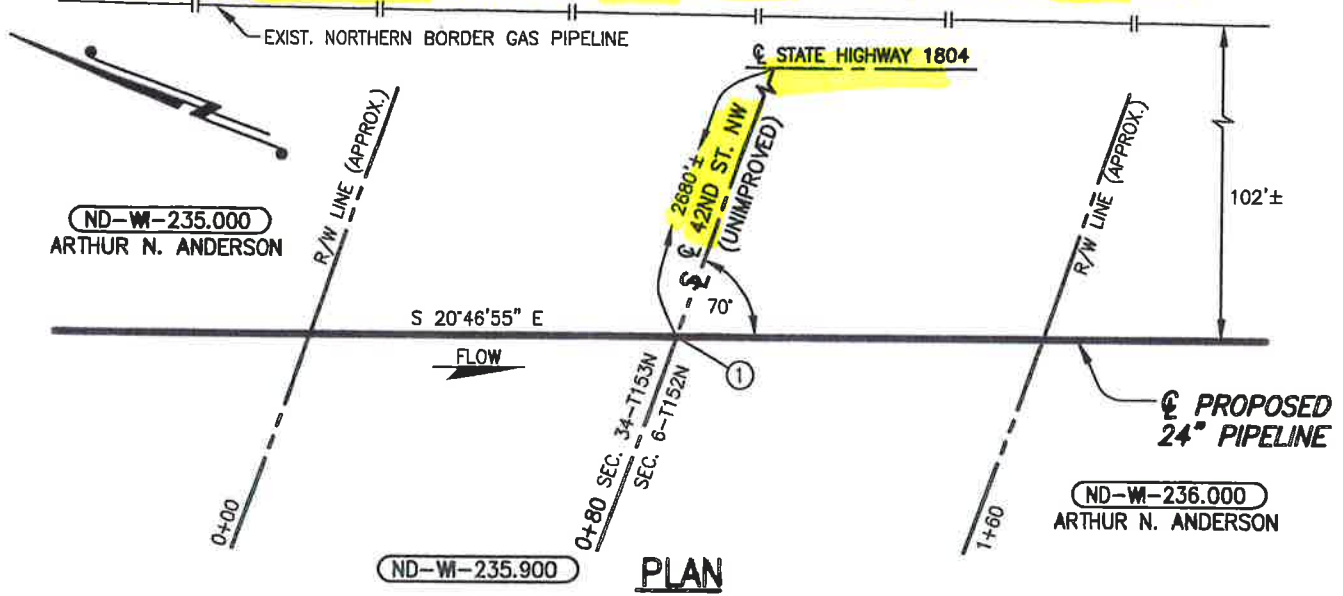 EXIST. NORTHERN BORDER GAS PIPELINE
℄ STATE HIGHWAY 1804
R/W LINE (APPROX.)
2680'±
℄ 42ND ST. NW
(UNIMPROVED)
R/W LINE (APPROX.)
102'±
ND-WI-235.000
ARTHUR N. ANDERSON
70°
S 20°46'55" E
FLOW
1
℄ PROPOSED
24" PIPELINE
SEC. 34-T153N
SEC. 6-T152N
0+00
0+80
1+60
ND-WI-236.000
ARTHUR N. ANDERSON
ND-WI-235.900
PLAN